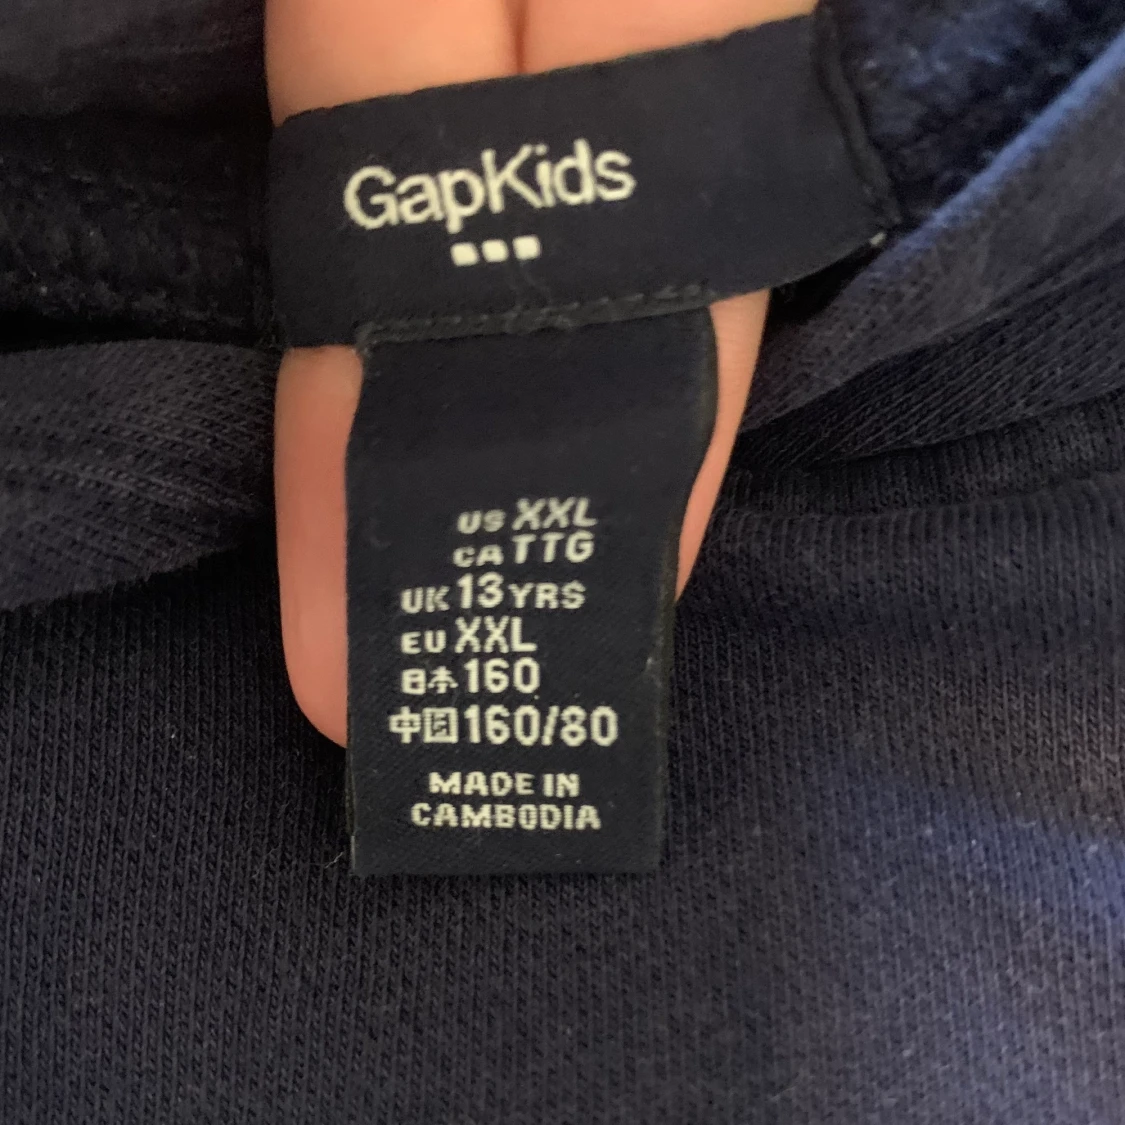 GapKids
US XXL
CA TTG
UK 13 YRS
EU XXL
日本 160
中国 160/80
MADE IN
CAMBODIA